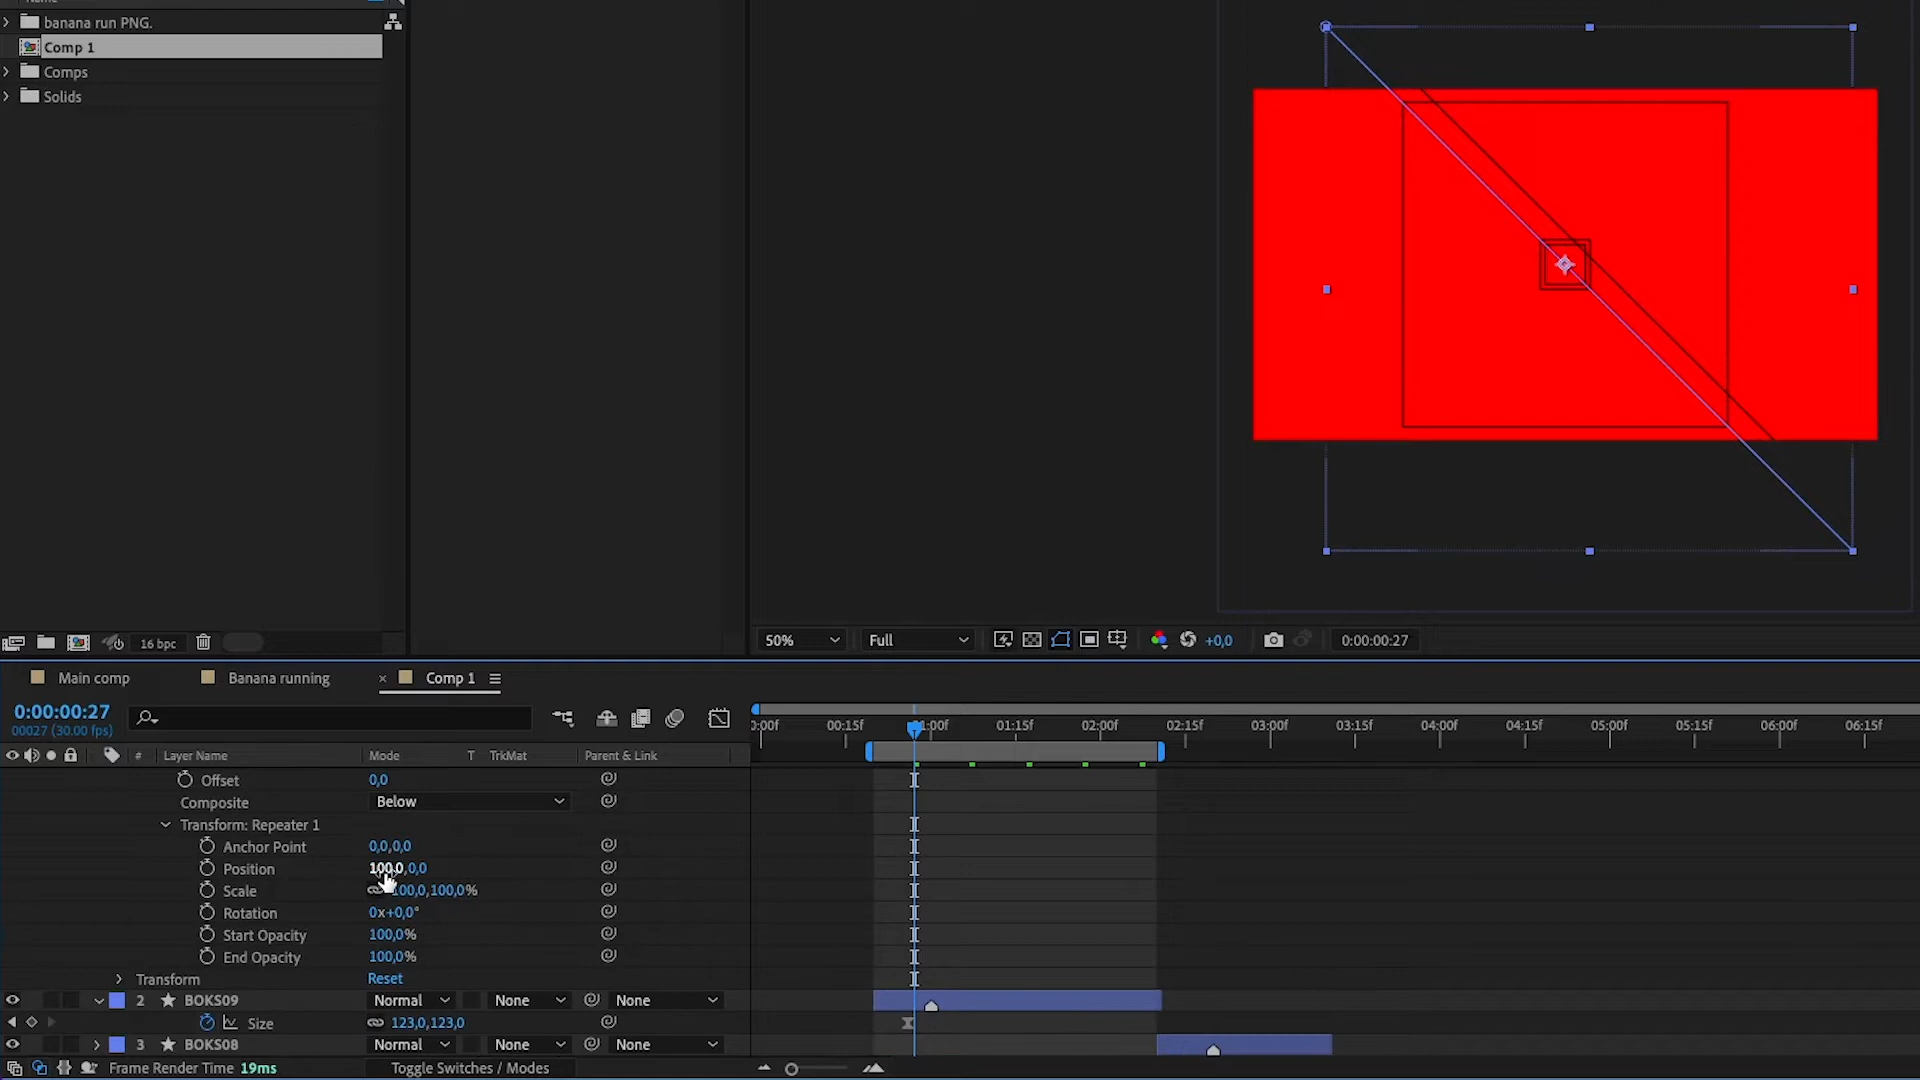 Name
banana run PNG.
Comp 1
Comps
Solids
16 bpc
50%
Full
+0,0
0:00:00:27
Main comp
Banana running
× Comp 1
0:00:00:27
00027 (30.00 fps)
0:00f 00:15f 01:00f 01:15f 02:00f 02:15f 03:00f 03:15f 04:00f 04:15f 05:00f 05:15f 06:00f 06:15f
# Layer Name Mode T TrkMat Parent & Link
Offset 0,0
Composite Below
Transform: Repeater 1
Anchor Point 0,0,0,0
Position 100,0,0,0
Scale 100,0,100,0%
Rotation 0x+0,0°
Start Opacity 100,0%
End Opacity 100,0%
Transform Reset
2 BOKS09 Normal None None
Size 123,0,123,0
3 BOKS08 Normal None None
Frame Render Time 19ms
Toggle Switches / Modes